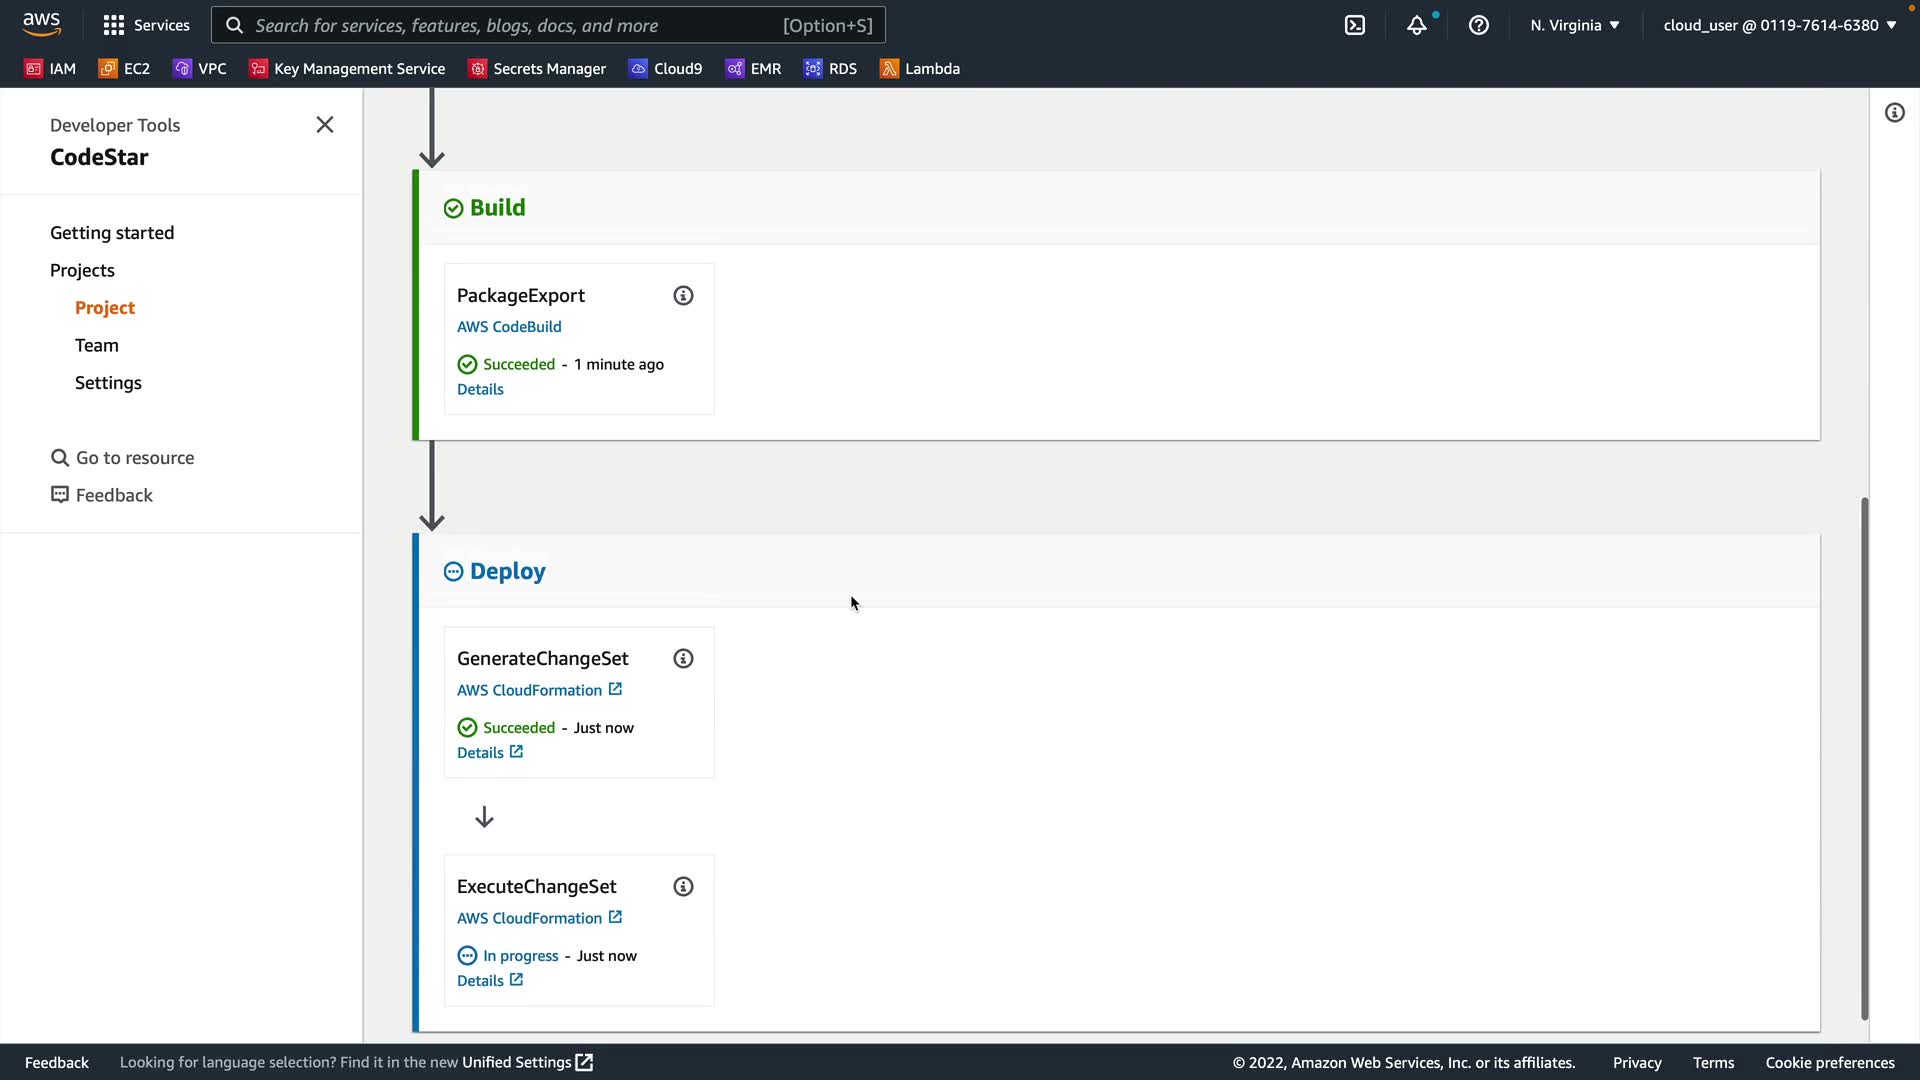 aws
Services
Search for services, features, blogs, docs, and more
[Option+S]
N. Virginia
cloud_user @ 0119-7614-6380
IAM
EC2
VPC
Key Management Service
Secrets Manager
Cloud9
EMR
RDS
Lambda
Developer Tools
CodeStar
Getting started
Projects
Project
Team
Settings
Go to resource
Feedback
Build
PackageExport
AWS CodeBuild
Succeeded - 1 minute ago
Details
Deploy
GenerateChangeSet
AWS CloudFormation
Succeeded - Just now
Details
ExecuteChangeSet
AWS CloudFormation
In progress - Just now
Details
Feedback
Looking for language selection? Find it in the new Unified Settings
© 2022, Amazon Web Services, Inc. or its affiliates.
Privacy
Terms
Cookie preferences